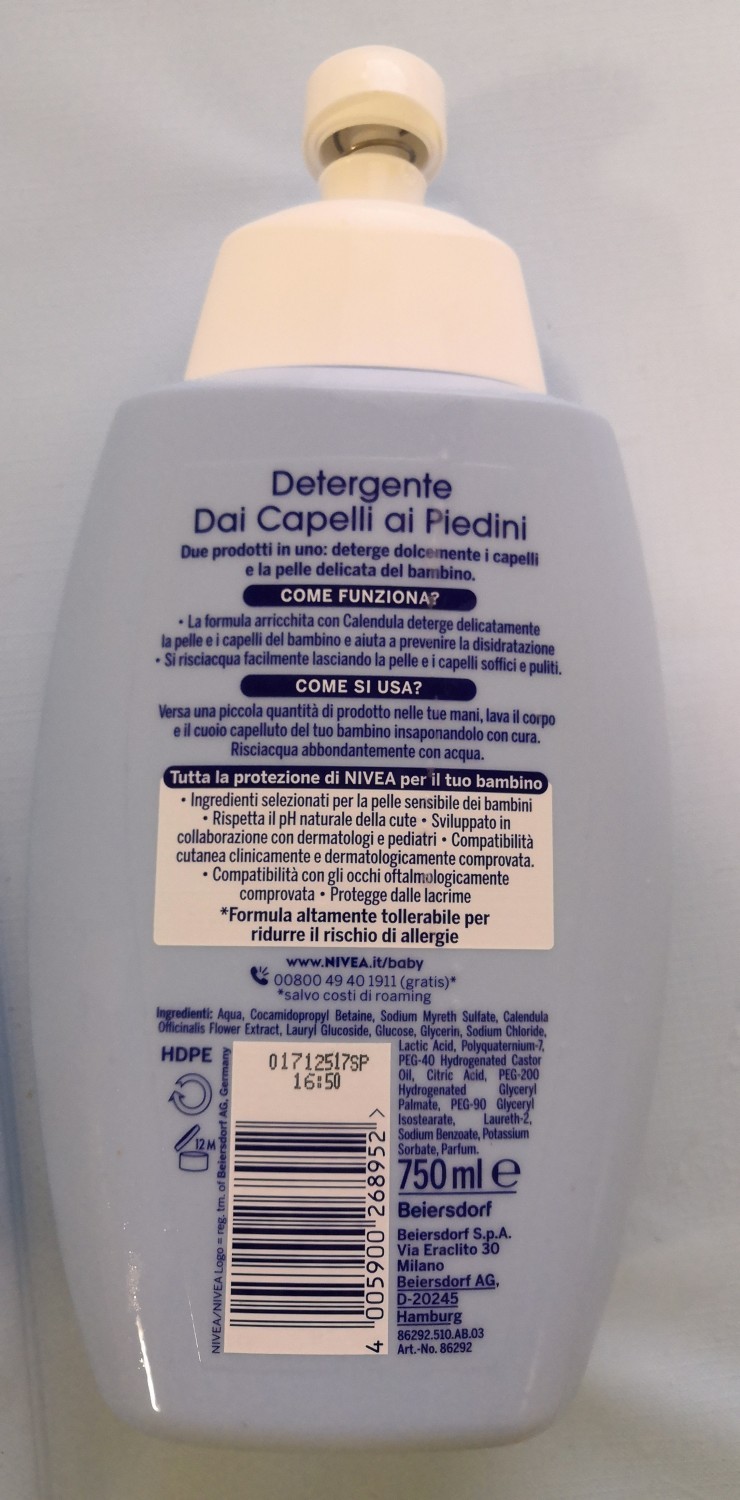 Detergente
Dai Capelli ai Piedini
Due prodotti in uno: deterge dolcemente i capelli
e la pelle delicata del bambino.
COME FUNZIONA?
• La formula arricchita con Calendula deterge delicatamente
la pelle e i capelli del bambino e aiuta a prevenire la disidratazione
• Si risciacqua facilmente lasciando la pelle e i capelli soffici e puliti.
COME SI USA?
Versa una piccola quantità di prodotto nelle tue mani, lava il corpo
e il cuoio capelluto del tuo bambino insaponandolo con cura.
Risciacqua abbondantemente con acqua.
Tutta la protezione di NIVEA per il tuo bambino
• Ingredienti selezionati per la pelle sensibile dei bambini
• Rispetta il pH naturale della cute • Sviluppato in
collaborazione con dermatologi e pediatri • Compatibilità
cutanea clinicamente e dermatologicamente comprovata.
• Compatibilità con gli occhi oftalmologicamente
comprovata • Protegge dalle lacrime
*Formula altamente tollerabile per
ridurre il rischio di allergie
www.NIVEA.it/baby
00800 49 40 1911 (gratis)*
*salvo costi di roaming
Ingredienti: Aqua, Cocamidopropyl Betaine, Sodium Myreth Sulfate, Calendula
Officinalis Flower Extract, Lauryl Glucoside, Glucose, Glycerin, Sodium Chloride,
Lactic Acid, Polyquaternium-7,
PEG-40 Hydrogenated Castor
Oil, Citric Acid, PEG-200
Hydrogenated Glyceryl
Palmate, PEG-90 Glyceryl
Isostearate, Laureth-2,
Sodium Benzoate, Potassium
Sorbate, Parfum.
HDPE
12 M
NIVEA/NIVEA Logo = reg. tm. of Beiersdorf AG, Germany
01712517SP
16:50
4 005900 268952 >
750 ml e
Beiersdorf
Beiersdorf S.p.A.
Via Eraclito 30
Milano
Beiersdorf AG,
D-20245
Hamburg
86292.510.AB.03
Art.-No. 86292